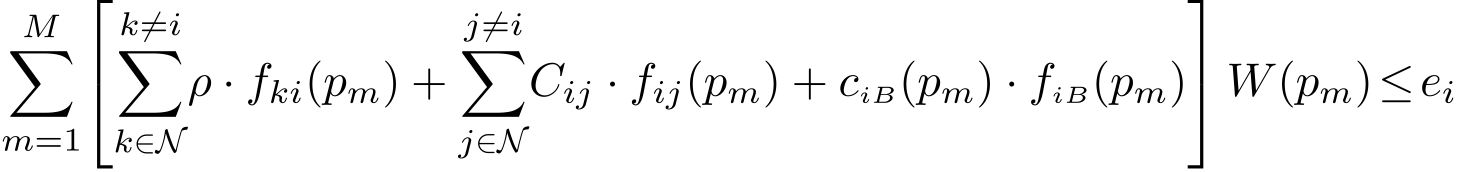 \sum_{m=1}^{M} \left[ \sum_{k \in \mathcal{N}}^{k \neq i} \rho \cdot f_{ki}(p_m) + \sum_{j \in \mathcal{N}}^{j \neq i} C_{ij} \cdot f_{ij}(p_m) + c_{iB}(p_m) \cdot f_{iB}(p_m) \right] W(p_m) \leq e_i